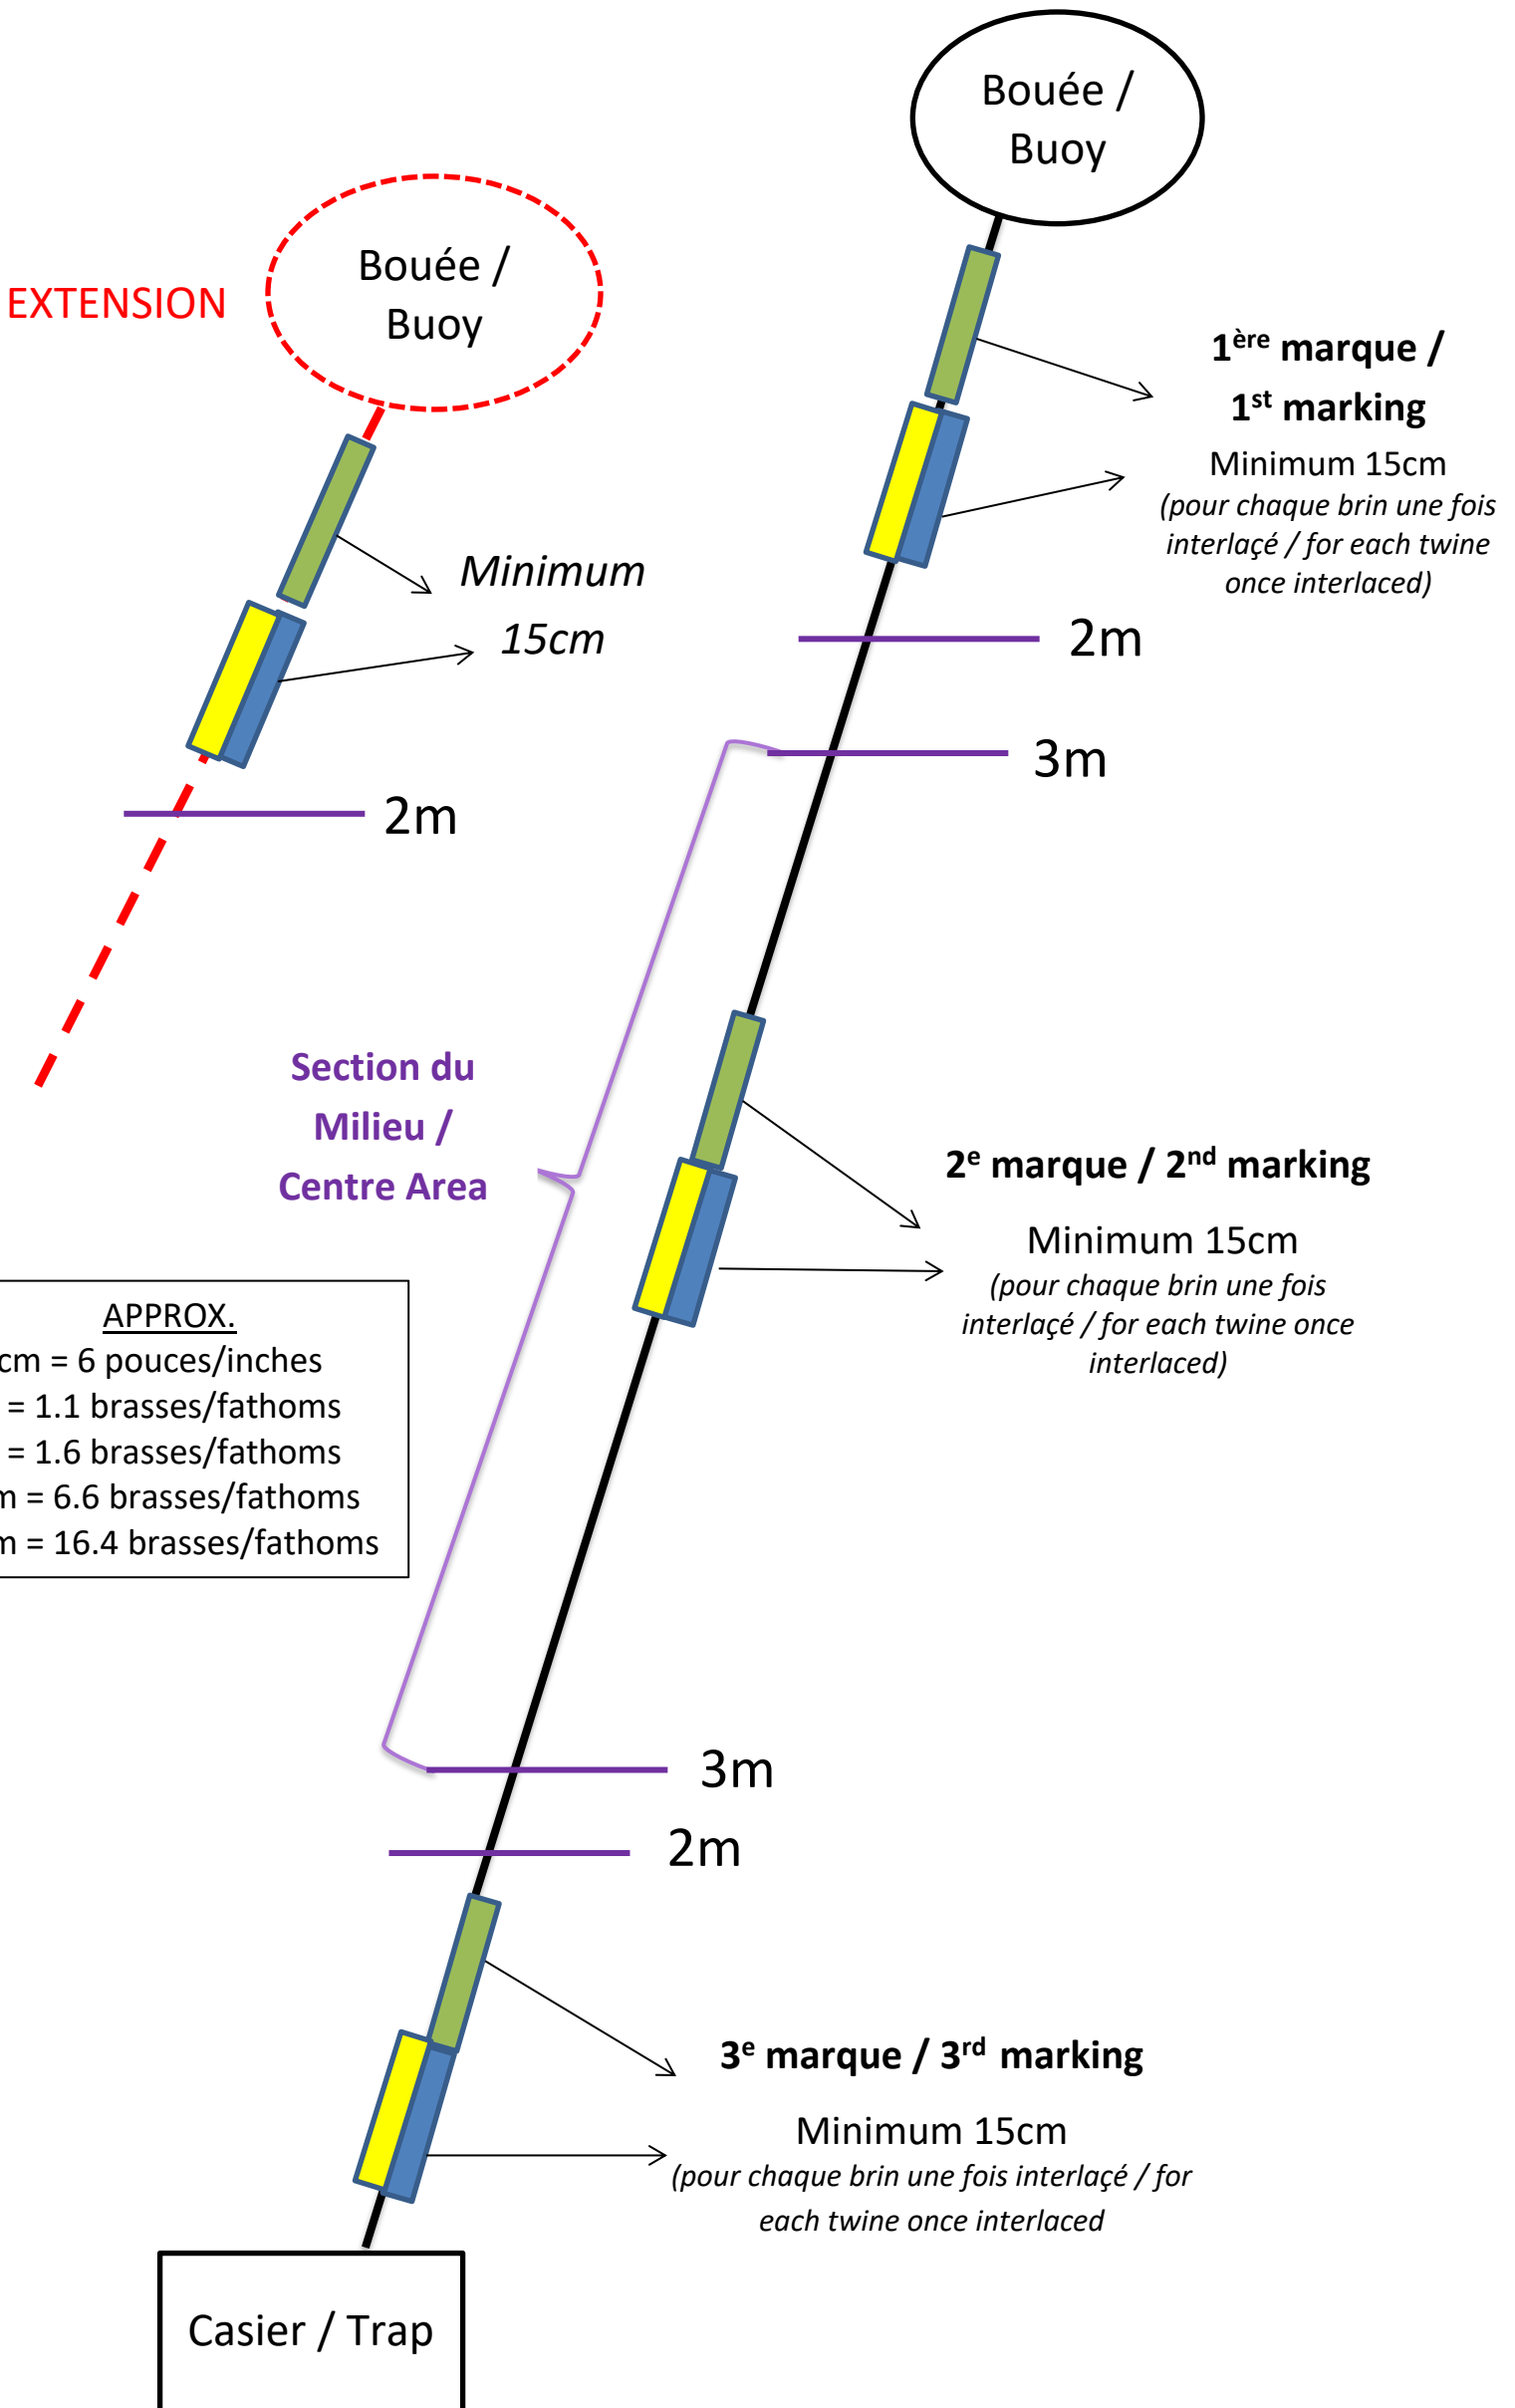 Bouée /
Buoy
EXTENSION
Bouée /
Buoy
1ère marque /
1st marking
Minimum 15cm
(pour chaque brin une fois
interlaçé / for each twine
once interlaced)
Minimum
15cm
2m
3m
2m
Section du
Milieu /
Centre Area
2e marque / 2nd marking
Minimum 15cm
(pour chaque brin une fois
interlaçé / for each twine once
interlaced)
APPROX.
cm = 6 pouces/inches
= 1.1 brasses/fathoms
= 1.6 brasses/fathoms
m = 6.6 brasses/fathoms
m = 16.4 brasses/fathoms
3m
2m
3e marque / 3rd marking
Minimum 15cm
(pour chaque brin une fois interlaçé / for
each twine once interlaced
Casier / Trap